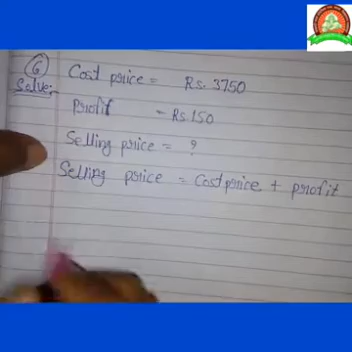 6
Solve:
Cost price = Rs. 3750
Profit = Rs. 150
Selling price = ?
Selling price = Cost price + profit